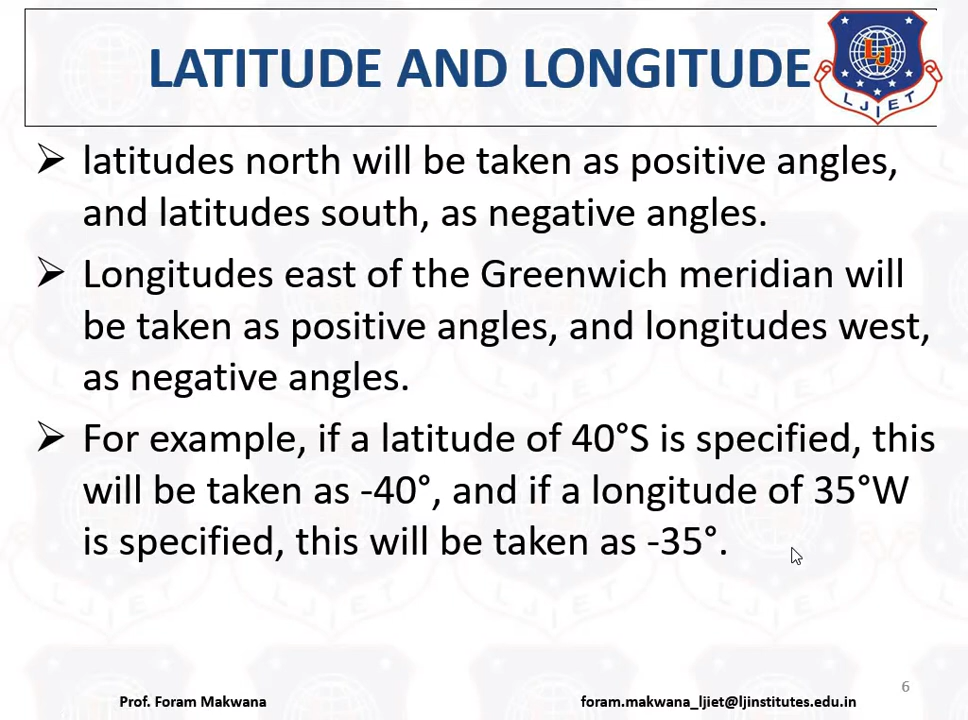 LATITUDE AND LONGITUDE
LJ
LJIET
➢ latitudes north will be taken as positive angles,
and latitudes south, as negative angles.
➢ Longitudes east of the Greenwich meridian will
be taken as positive angles, and longitudes west,
as negative angles.
➢ For example, if a latitude of 40°S is specified, this
will be taken as -40°, and if a longitude of 35°W
is specified, this will be taken as -35°.
6
Prof. Foram Makwana
foram.makwana_ljiet@ljinstitutes.edu.in